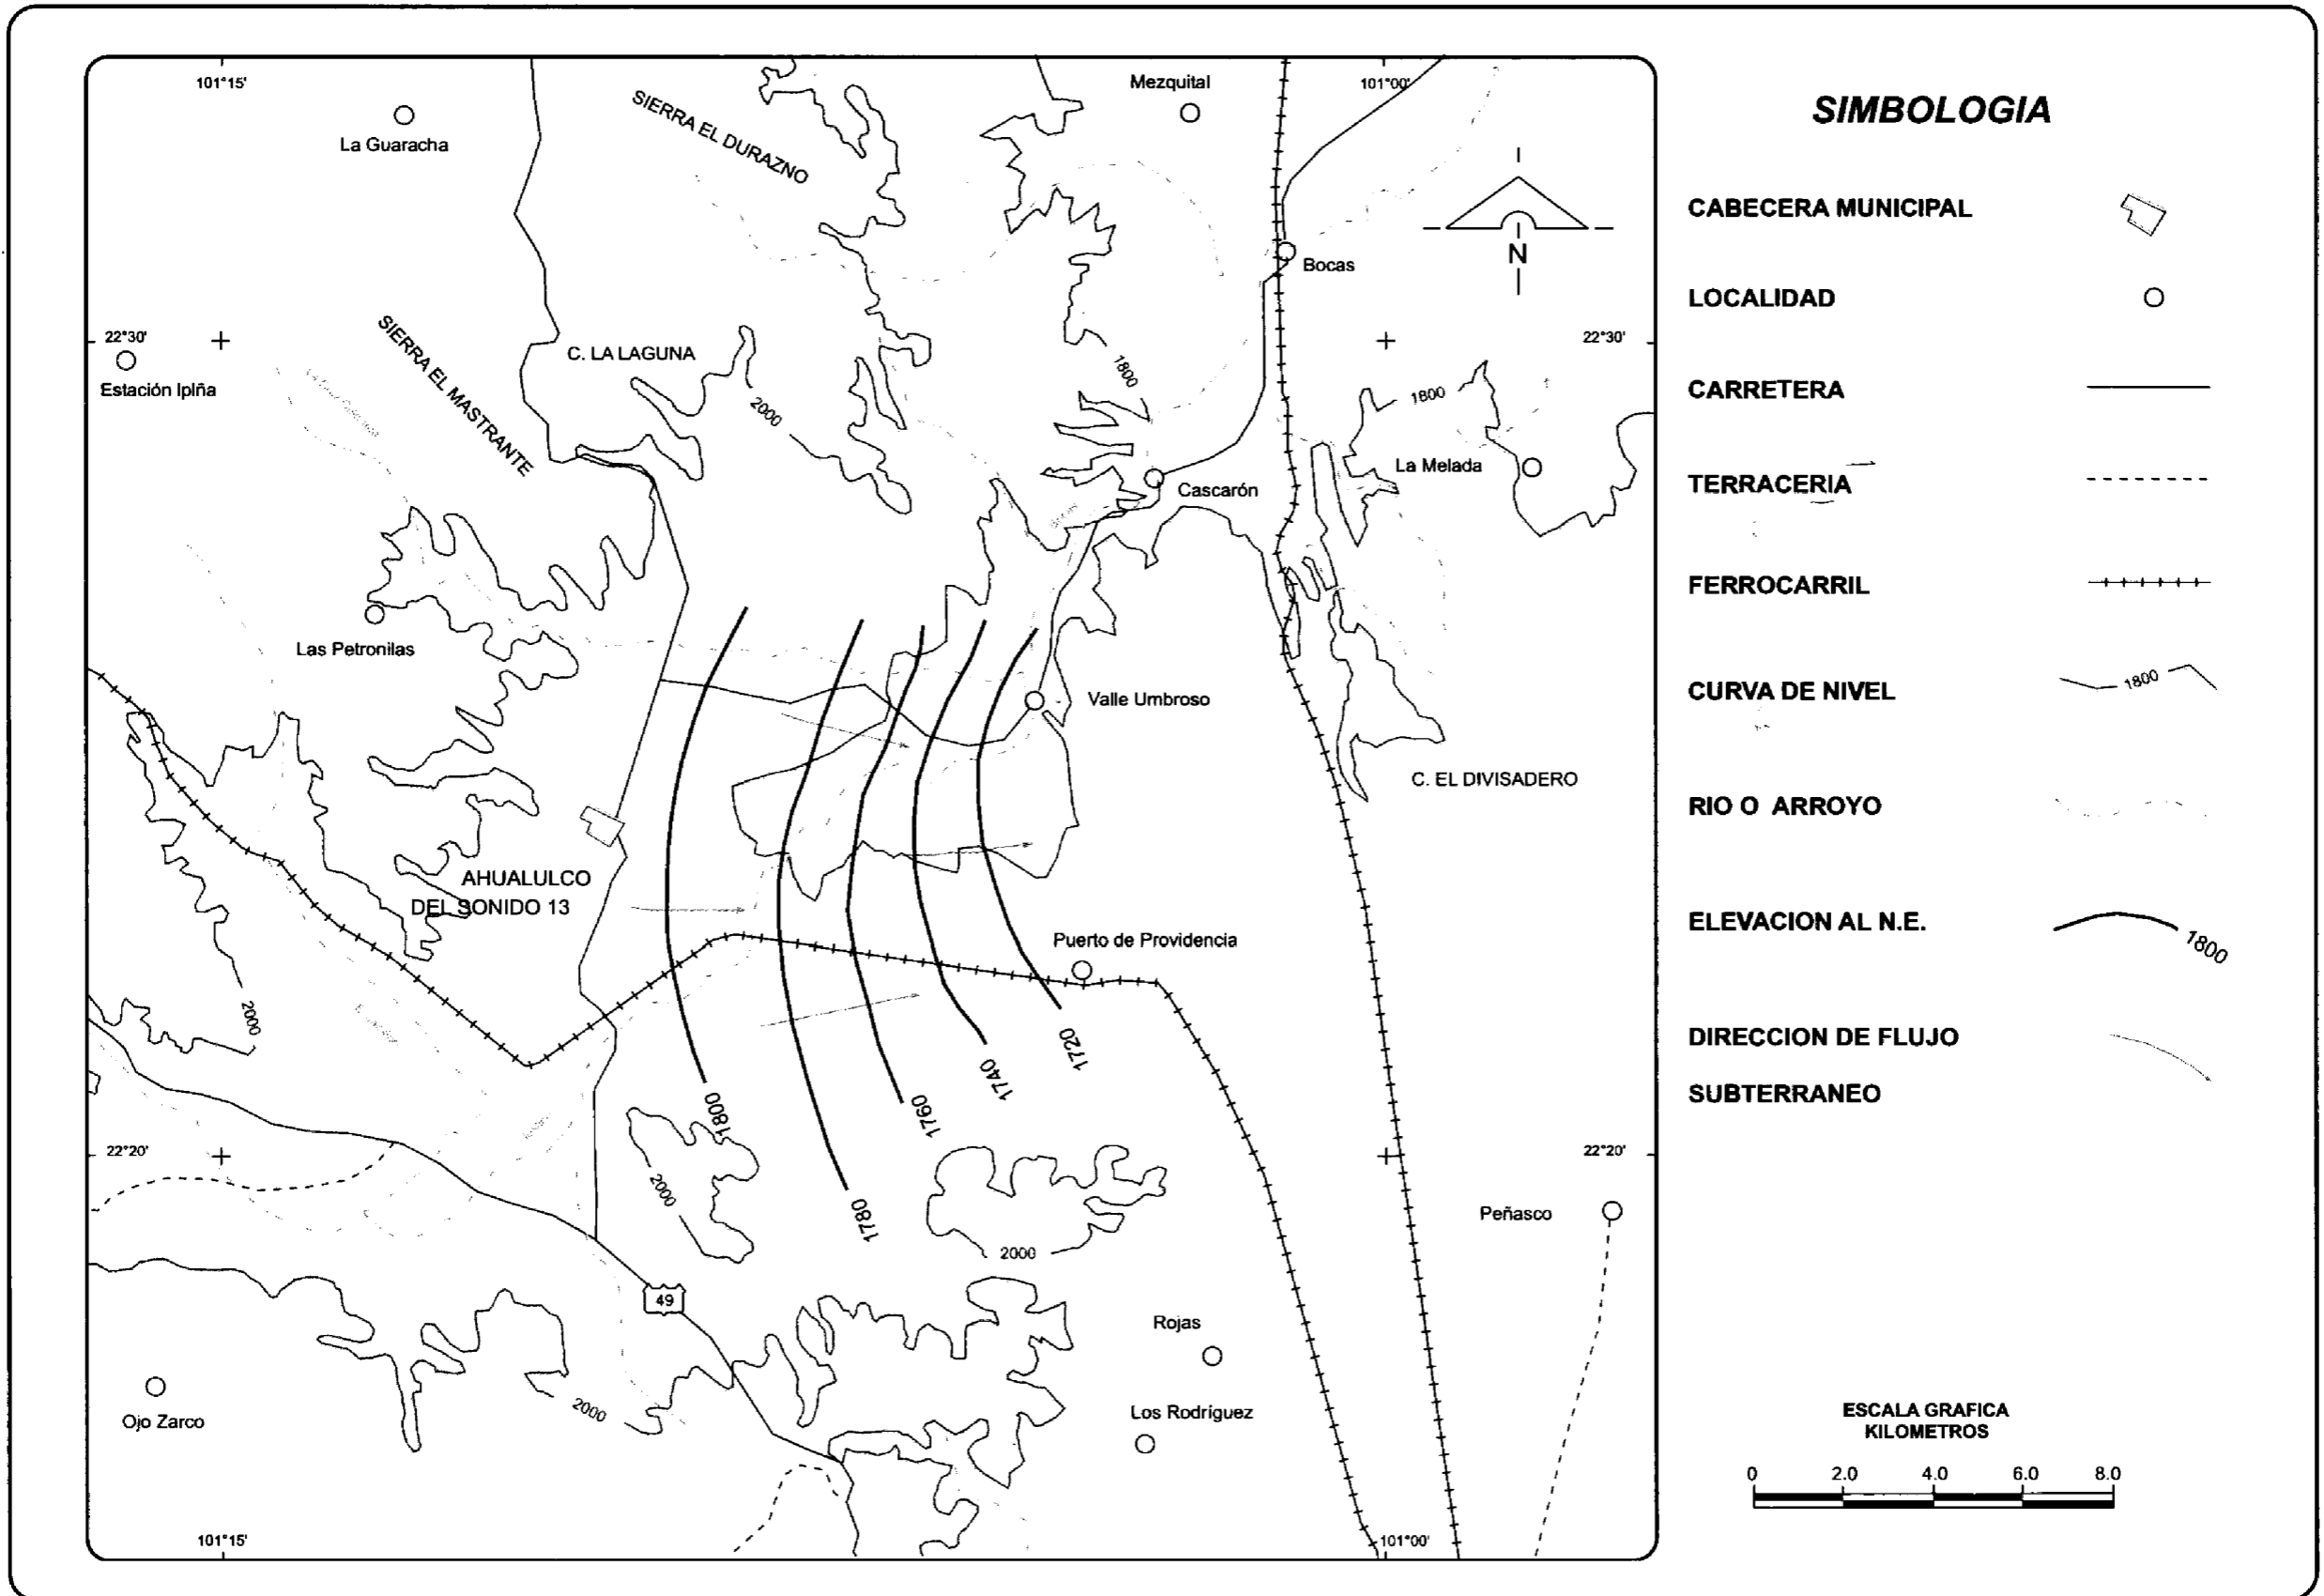 101°15'
Mezquital
101°00'
La Guaracha
SIERRA EL DURAZNO
Bocas
N
22°30'
22°30'
Estación Ipiña
SIERRA EL MASTRANTE
C. LA LAGUNA
2000
1800
1800
La Melada
Cascarón
Las Petronilas
Valle Umbroso
C. EL DIVISADERO
AHUALULCO
DEL SONIDO 13
Puerto de Providencia
2000
1800
1780
1760
1740
1720
22°20'
22°20'
2000
2000
Peñasco
49
Rojas
Ojo Zarco
2000
Los Rodríguez
101°15'
101°00'
SIMBOLOGIA
CABECERA MUNICIPAL
LOCALIDAD
CARRETERA
TERRACERIA
FERROCARRIL
CURVA DE NIVEL
1800
RIO O ARROYO
ELEVACION AL N.E.
1800
DIRECCION DE FLUJO
SUBTERRANEO
ESCALA GRAFICA
KILOMETROS
0 2.0 4.0 6.0 8.0